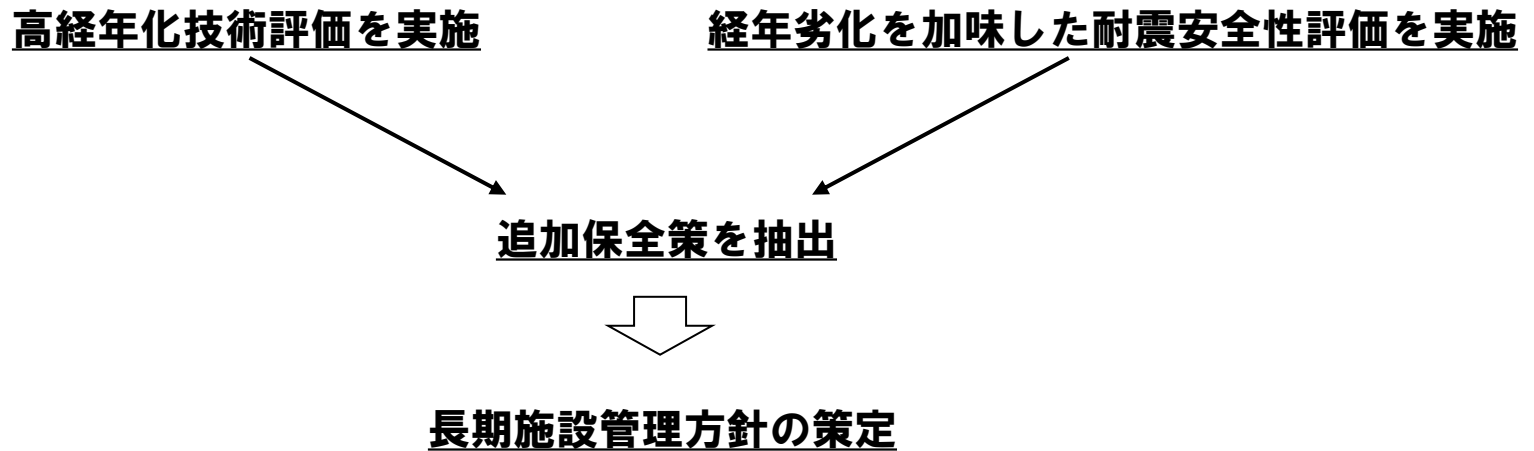 高経年化技術評価を実施
経年劣化を加味した耐震安全性評価を実施
追加保全策を抽出
長期施設管理方針の策定